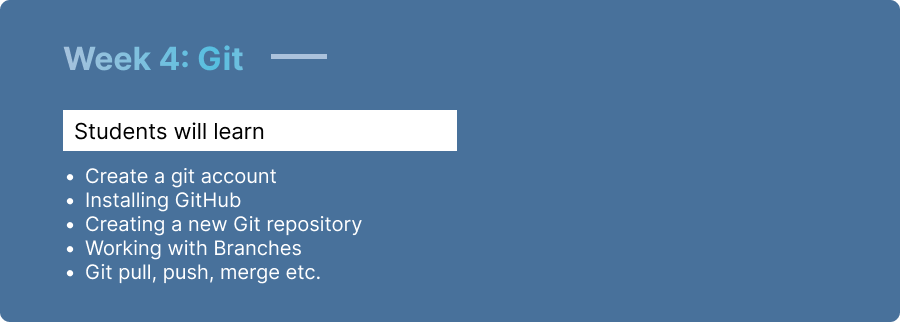 Week 4: Git
Students will learn
• Create a git account
• Installing GitHub
• Creating a new Git repository
• Working with Branches
• Git pull, push, merge etc.